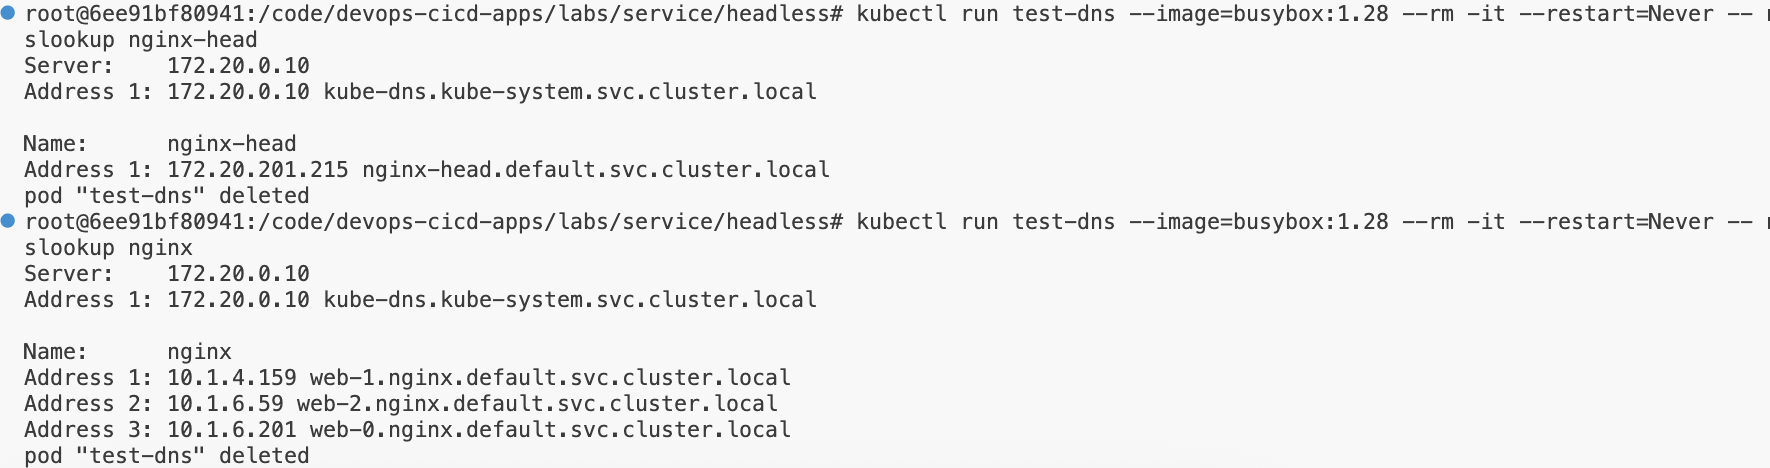 root@6ee91bf80941:/code/devops-cicd-apps/labs/service/headless# kubectl run test-dns --image=busybox:1.28 --rm -it --restart=Never -- n
slookup nginx-head
Server:    172.20.0.10
Address 1: 172.20.0.10 kube-dns.kube-system.svc.cluster.local

Name:      nginx-head
Address 1: 172.20.201.215 nginx-head.default.svc.cluster.local
pod "test-dns" deleted
root@6ee91bf80941:/code/devops-cicd-apps/labs/service/headless# kubectl run test-dns --image=busybox:1.28 --rm -it --restart=Never -- n
slookup nginx
Server:    172.20.0.10
Address 1: 172.20.0.10 kube-dns.kube-system.svc.cluster.local

Name:      nginx
Address 1: 10.1.4.159 web-1.nginx.default.svc.cluster.local
Address 2: 10.1.6.59 web-2.nginx.default.svc.cluster.local
Address 3: 10.1.6.201 web-0.nginx.default.svc.cluster.local
pod "test-dns" deleted